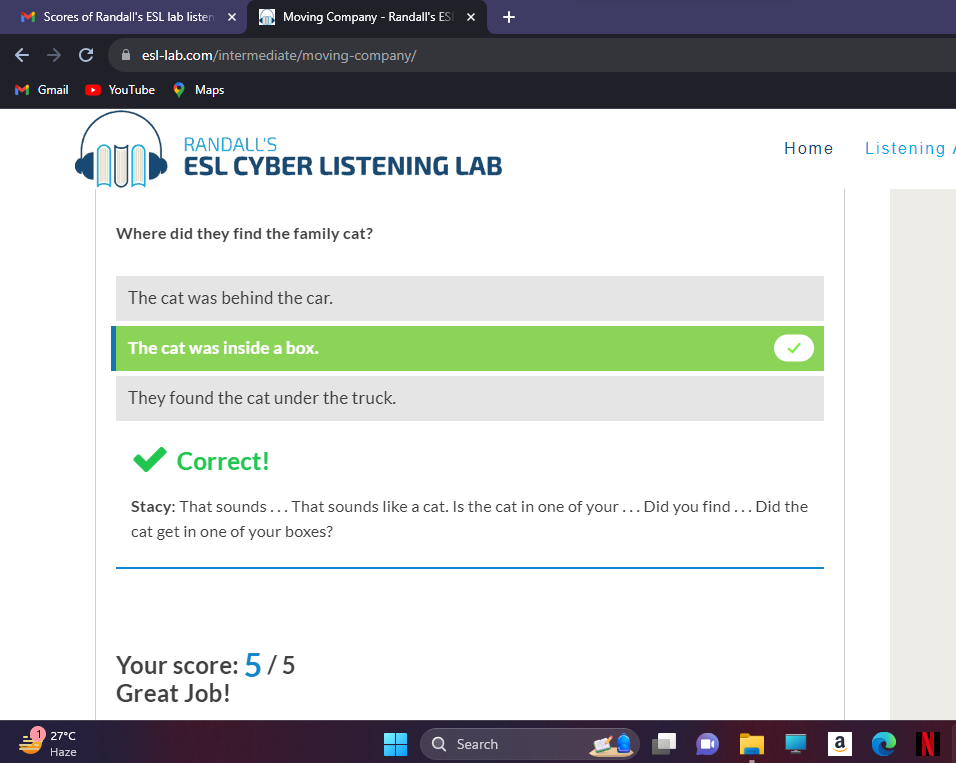 Scores of Randall's ESL lab listen
Moving Company - Randall's ES
esl-lab.com/intermediate/moving-company/
Gmail
YouTube
Maps
RANDALL'S
ESL CYBER LISTENING LAB
Home
Listening
Where did they find the family cat?
The cat was behind the car.
The cat was inside a box.
They found the cat under the truck.
Correct!
Stacy: That sounds . . . That sounds like a cat. Is the cat in one of your . . . Did you find . . . Did the
cat get in one of your boxes?
Your score: 5 / 5
Great Job!
1
27°C
Haze
Search
a
N